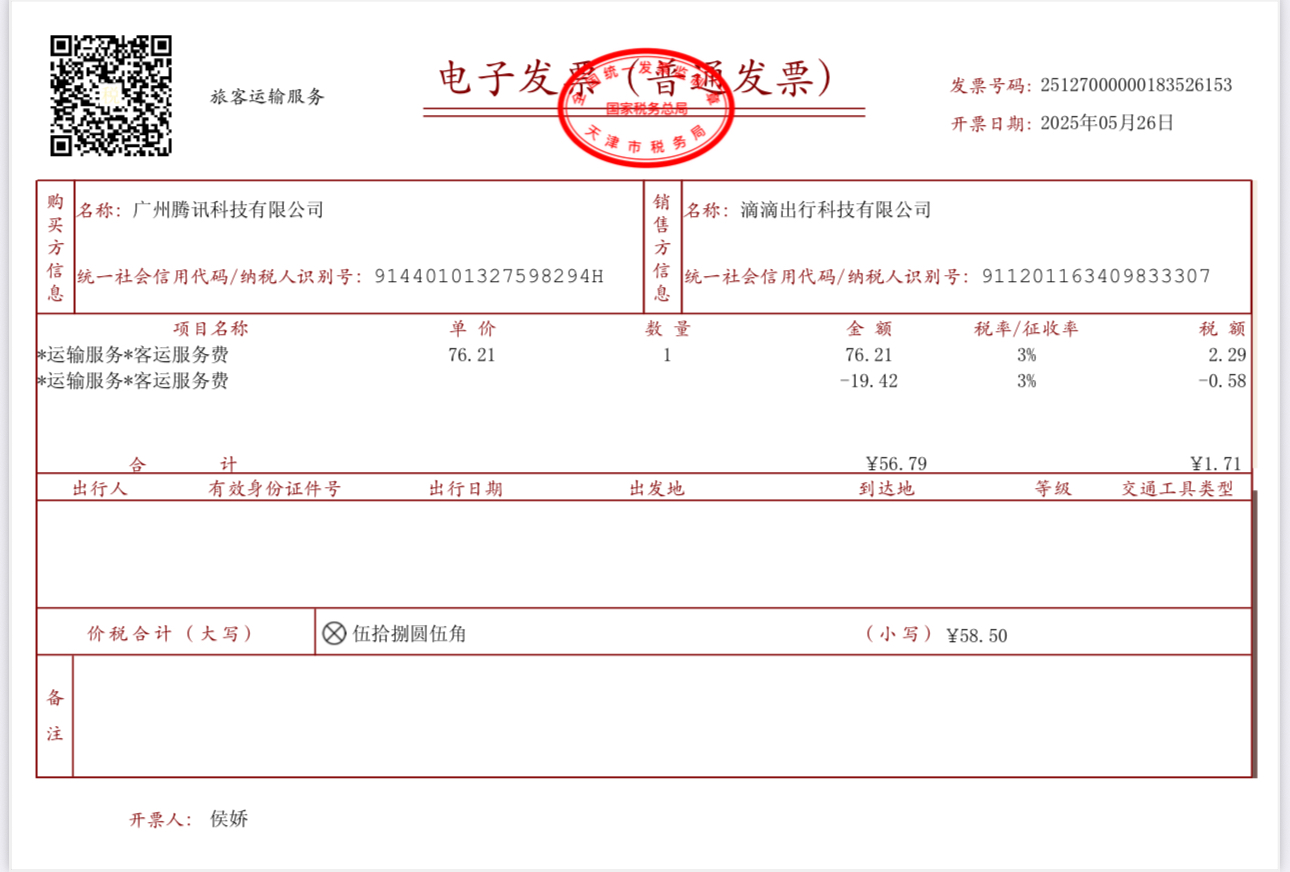 旅客运输服务
电子发票（普通发票）
全国统一发票监制章
国家税务总局
天津市税务局
发票号码：25127000000183526153
开票日期：2025年05月26日
购买方信息
名称：广州腾讯科技有限公司
统一社会信用代码/纳税人识别号：91440101327598294H
销售方信息
名称：滴滴出行科技有限公司
统一社会信用代码/纳税人识别号：911201163409833307
项目名称 单价 数量 金额 税率/征收率 税额
*运输服务*客运服务费 76.21 1 76.21 3% 2.29
*运输服务*客运服务费 -19.42 3% -0.58
合计 ¥56.79 ¥1.71
出行人 有效身份证件号 出行日期 出发地 到达地 等级 交通工具类型
价税合计（大写） ⊗伍拾捌圆伍角 （小写）¥58.50
备注
开票人：侯娇